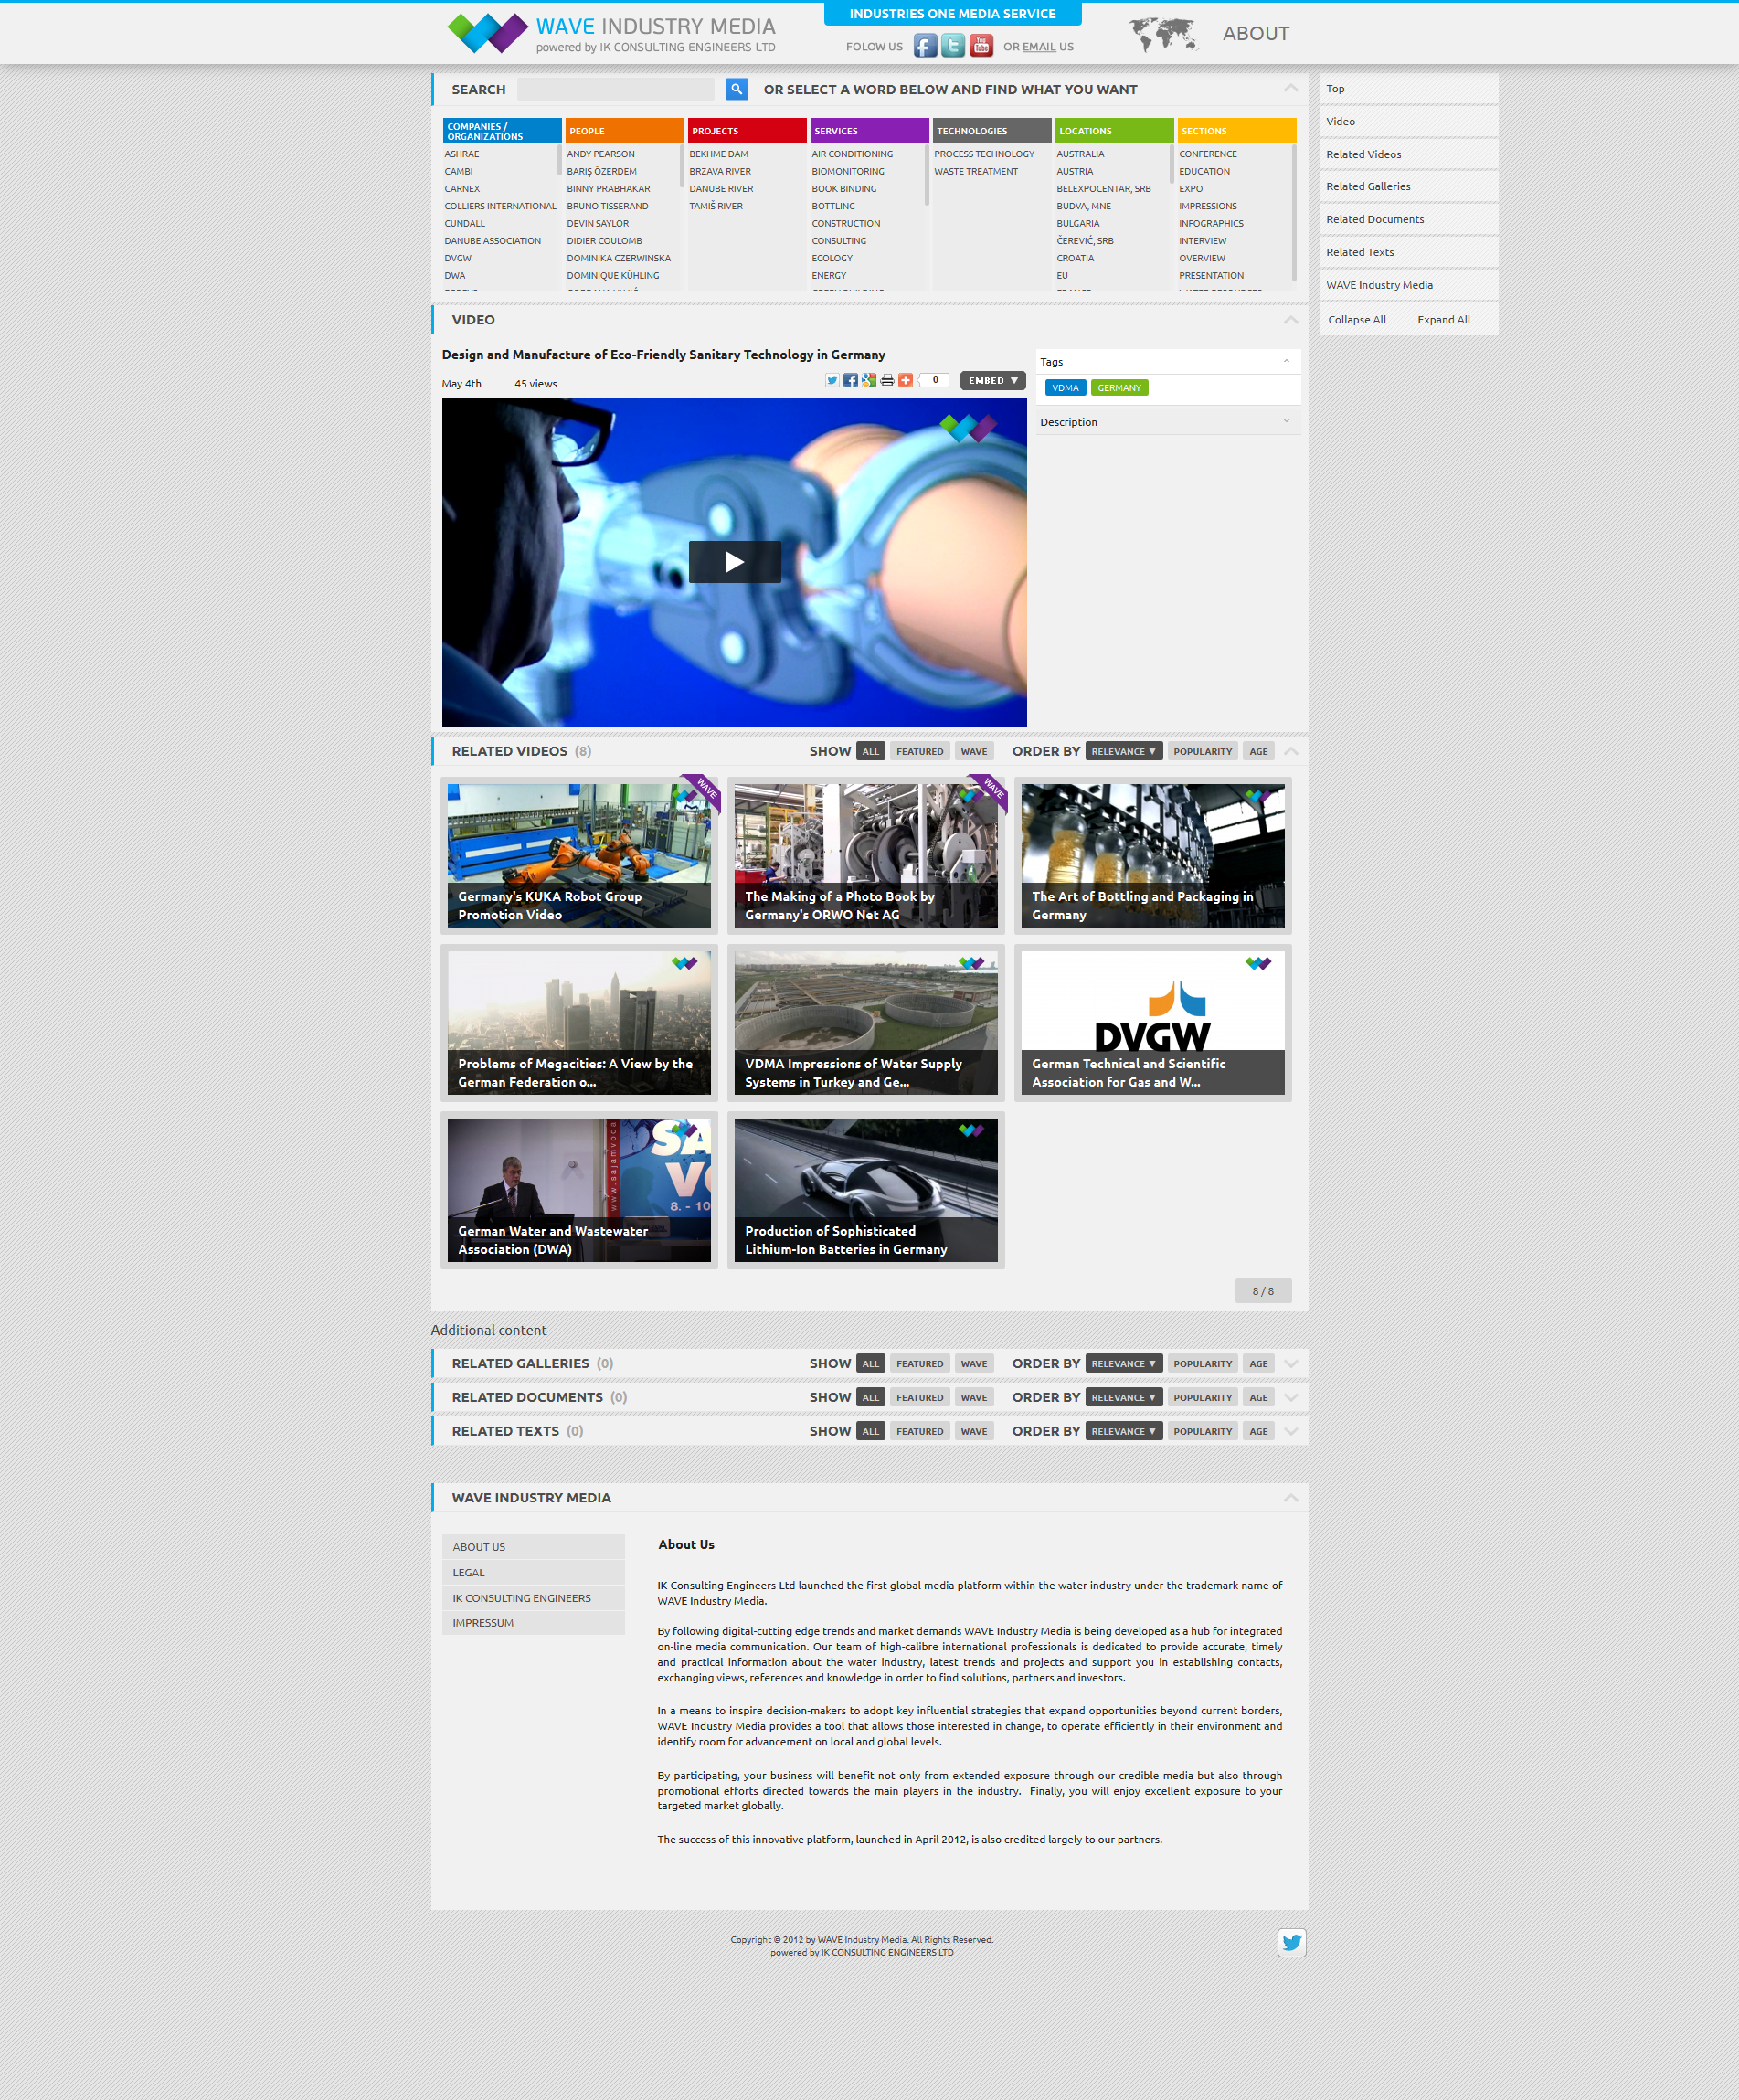 WAVE INDUSTRY MEDIA
powered by IK CONSULTING ENGINEERS LTD
INDUSTRIES ONE MEDIA SERVICE
FOLOW US
You Tube
OR EMAIL US
ABOUT
SEARCH
OR SELECT A WORD BELOW AND FIND WHAT YOU WANT
COMPANIES / ORGANIZATIONS
ASHRAE
CAMBI
CARNEX
COLLIERS INTERNATIONAL
CUNDALL
DANUBE ASSOCIATION
DVGW
DWA
PEOPLE
ANDY PEARSON
BARIŞ ÖZERDEM
BINNY PRABHAKAR
BRUNO TISSERAND
DEVIN SAYLOR
DIDIER COULOMB
DOMINIKA CZERWINSKA
DOMINIQUE KÜHLING
PROJECTS
BEKHME DAM
BRZAVA RIVER
DANUBE RIVER
TAMIŠ RIVER
SERVICES
AIR CONDITIONING
BIOMONITORING
BOOK BINDING
BOTTLING
CONSTRUCTION
CONSULTING
ECOLOGY
ENERGY
TECHNOLOGIES
PROCESS TECHNOLOGY
WASTE TREATMENT
LOCATIONS
AUSTRALIA
AUSTRIA
BELEXPOCENTAR, SRB
BUDVA, MNE
BULGARIA
ČEREVIĆ, SRB
CROATIA
EU
SECTIONS
CONFERENCE
EDUCATION
EXPO
IMPRESSIONS
INFOGRAPHICS
INTERVIEW
OVERVIEW
PRESENTATION
Top
Video
Related Videos
Related Galleries
Related Documents
Related Texts
WAVE Industry Media
Collapse All Expand All
VIDEO
Design and Manufacture of Eco-Friendly Sanitary Technology in Germany
May 4th 45 views
0
EMBED ▼
Tags
VDMA GERMANY
Description
RELATED VIDEOS (8)
SHOW ALL FEATURED WAVE ORDER BY RELEVANCE ▼ POPULARITY AGE
WAVE
Germany's KUKA Robot Group
Promotion Video
WAVE
The Making of a Photo Book by
Germany's ORWO Net AG
The Art of Bottling and Packaging in
Germany
Problems of Megacities: A View by the
German Federation o...
VDMA Impressions of Water Supply
Systems in Turkey and Ge...
DVGW
German Technical and Scientific
Association for Gas and W...
www.sajamvoda
SA
VO
8. - 10
German Water and Wastewater
Association (DWA)
Production of Sophisticated
Lithium-Ion Batteries in Germany
8 / 8
Additional content
RELATED GALLERIES (0) SHOW ALL FEATURED WAVE ORDER BY RELEVANCE ▼ POPULARITY AGE
RELATED DOCUMENTS (0) SHOW ALL FEATURED WAVE ORDER BY RELEVANCE ▼ POPULARITY AGE
RELATED TEXTS (0) SHOW ALL FEATURED WAVE ORDER BY RELEVANCE ▼ POPULARITY AGE
WAVE INDUSTRY MEDIA
ABOUT US
LEGAL
IK CONSULTING ENGINEERS
IMPRESSUM
About Us
IK Consulting Engineers Ltd launched the first global media platform within the water industry under the trademark name of
WAVE Industry Media.
By following digital-cutting edge trends and market demands WAVE Industry Media is being developed as a hub for integrated
on-line media communication. Our team of high-calibre international professionals is dedicated to provide accurate, timely
and practical information about the water industry, latest trends and projects and support you in establishing contacts,
exchanging views, references and knowledge in order to find solutions, partners and investors.
In a means to inspire decision-makers to adopt key influential strategies that expand opportunities beyond current borders,
WAVE Industry Media provides a tool that allows those interested in change, to operate efficiently in their environment and
identify room for advancement on local and global levels.
By participating, your business will benefit not only from extended exposure through our credible media but also through
promotional efforts directed towards the main players in the industry. Finally, you will enjoy excellent exposure to your
targeted market globally.
The success of this innovative platform, launched in April 2012, is also credited largely to our partners.
Copyright © 2012 by WAVE Industry Media. All Rights Reserved.
powered by IK CONSULTING ENGINEERS LTD